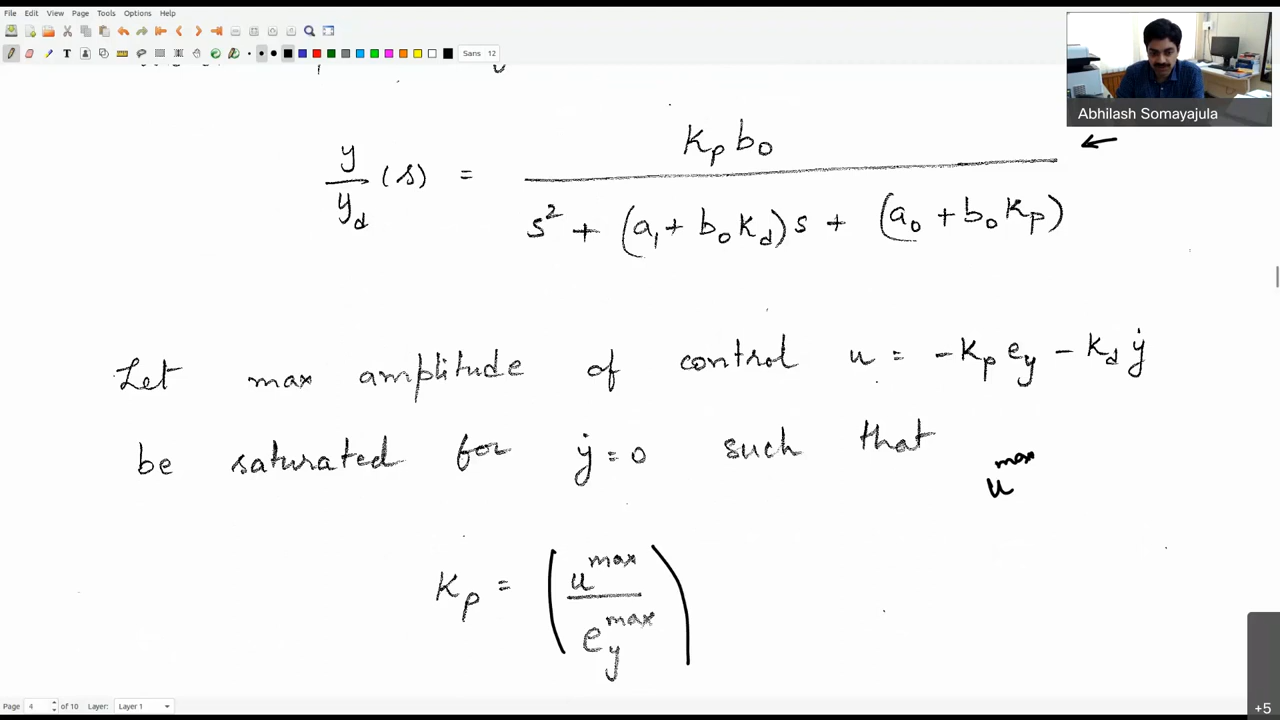 File Edit View Page Tools Options Help
Sans 12
Abhilash Somayajula
y/y_d (s) = K_p b_0 / s^2 + (a_1 + b_0 K_d) s + (a_0 + b_0 K_p)
Let max amplitude of control u = -K_p e_y - K_d ẏ
be saturated for ẏ = 0 such that
u^max
K_p = (u^max / e_y^max)
Page 4 of 10 Layer: Layer 1
+5